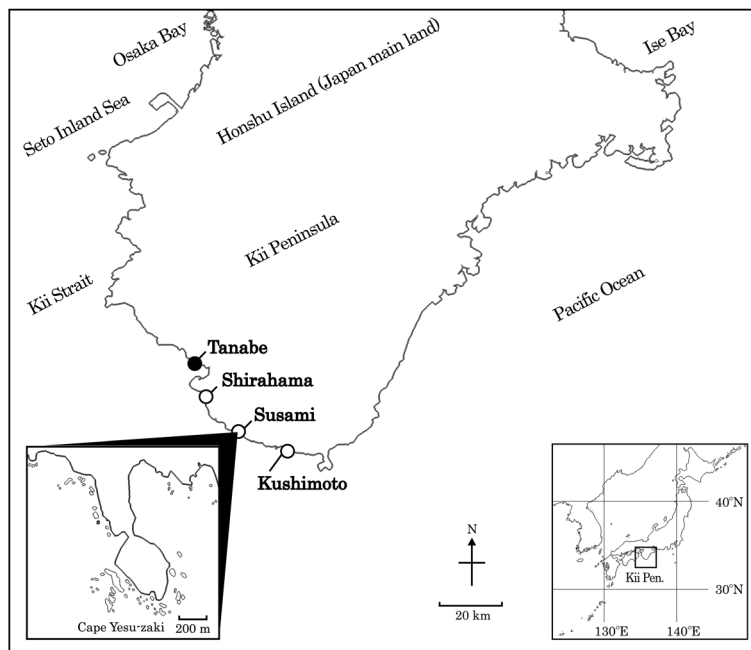 Osaka Bay
Ise Bay
Honshu Island (Japan main land)
Seto Inland Sea
Kii Peninsula
Kii Strait
Pacific Ocean
Tanabe
Shirahama
Susami
Kushimoto
N
20 km
Cape Yesu-zaki
200 m
40°N
Kii Pen.
30°N
130°E
140°E